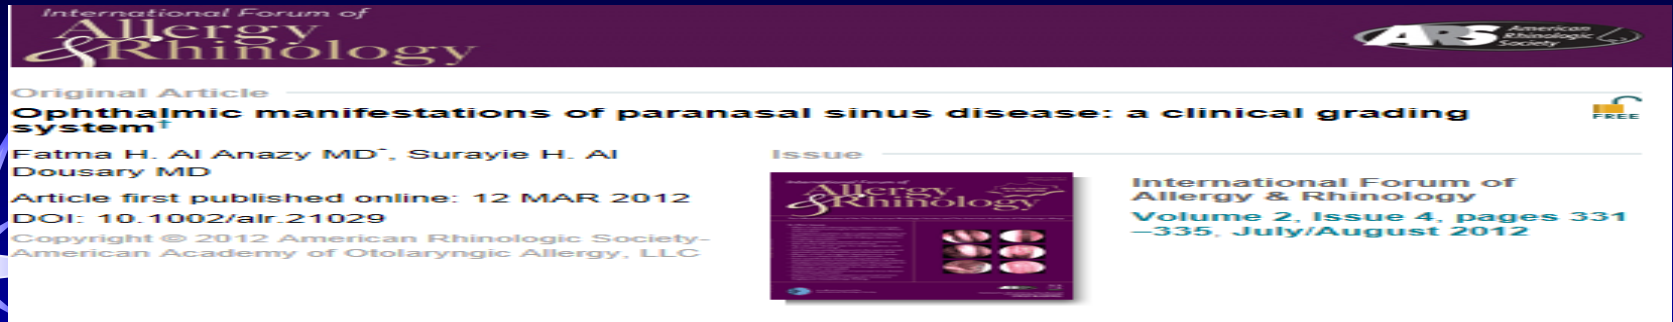 International Forum of
Allergy
&Rhinology
ARS American
Rhinologic
Society
Original Article
Ophthalmic manifestations of paranasal sinus disease: a clinical grading
system†
FREE
Fatma H. Al Anazy MD*, Surayie H. Al
Dousary MD
Article first published online: 12 MAR 2012
DOI: 10.1002/alr.21029
Copyright © 2012 American Rhinologic Society-
American Academy of Otolaryngic Allergy, LLC
Issue
Allergy
&Rhinology
International Forum of
Allergy & Rhinology
Volume 2, Issue 4, pages 331
–335, July/August 2012